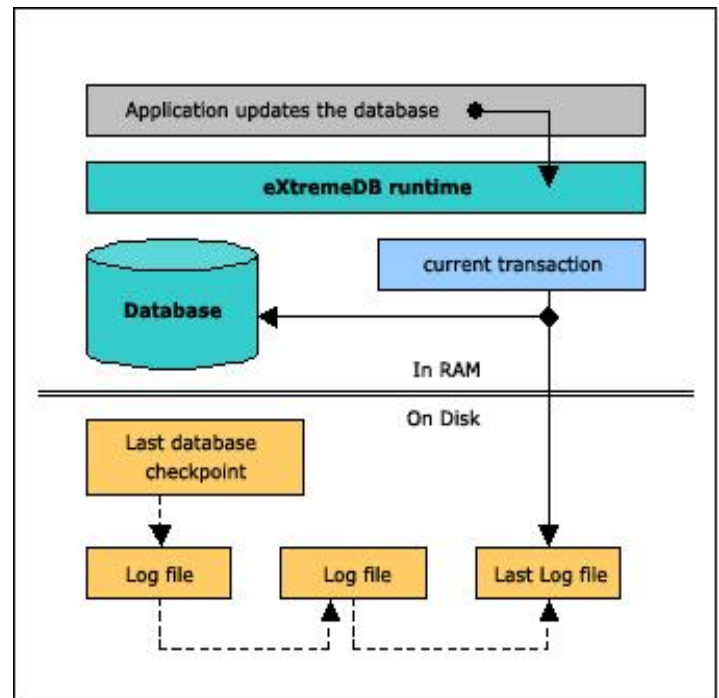 Application updates the database
eXtremeDB runtime
current transaction
Database
In RAM
On Disk
Last database
checkpoint
Log file
Log file
Last Log file